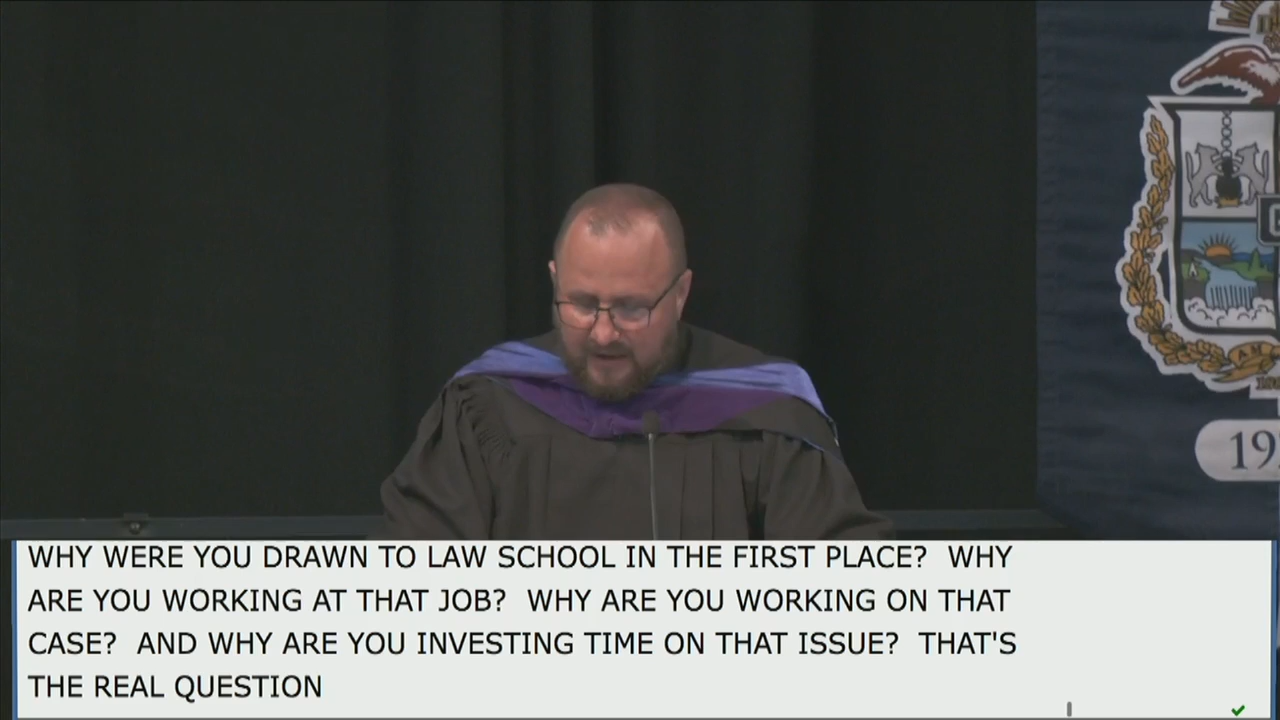 19
WHY WERE YOU DRAWN TO LAW SCHOOL IN THE FIRST PLACE?  WHY
ARE YOU WORKING AT THAT JOB?  WHY ARE YOU WORKING ON THAT
CASE?  AND WHY ARE YOU INVESTING TIME ON THAT ISSUE?  THAT'S
THE REAL QUESTION